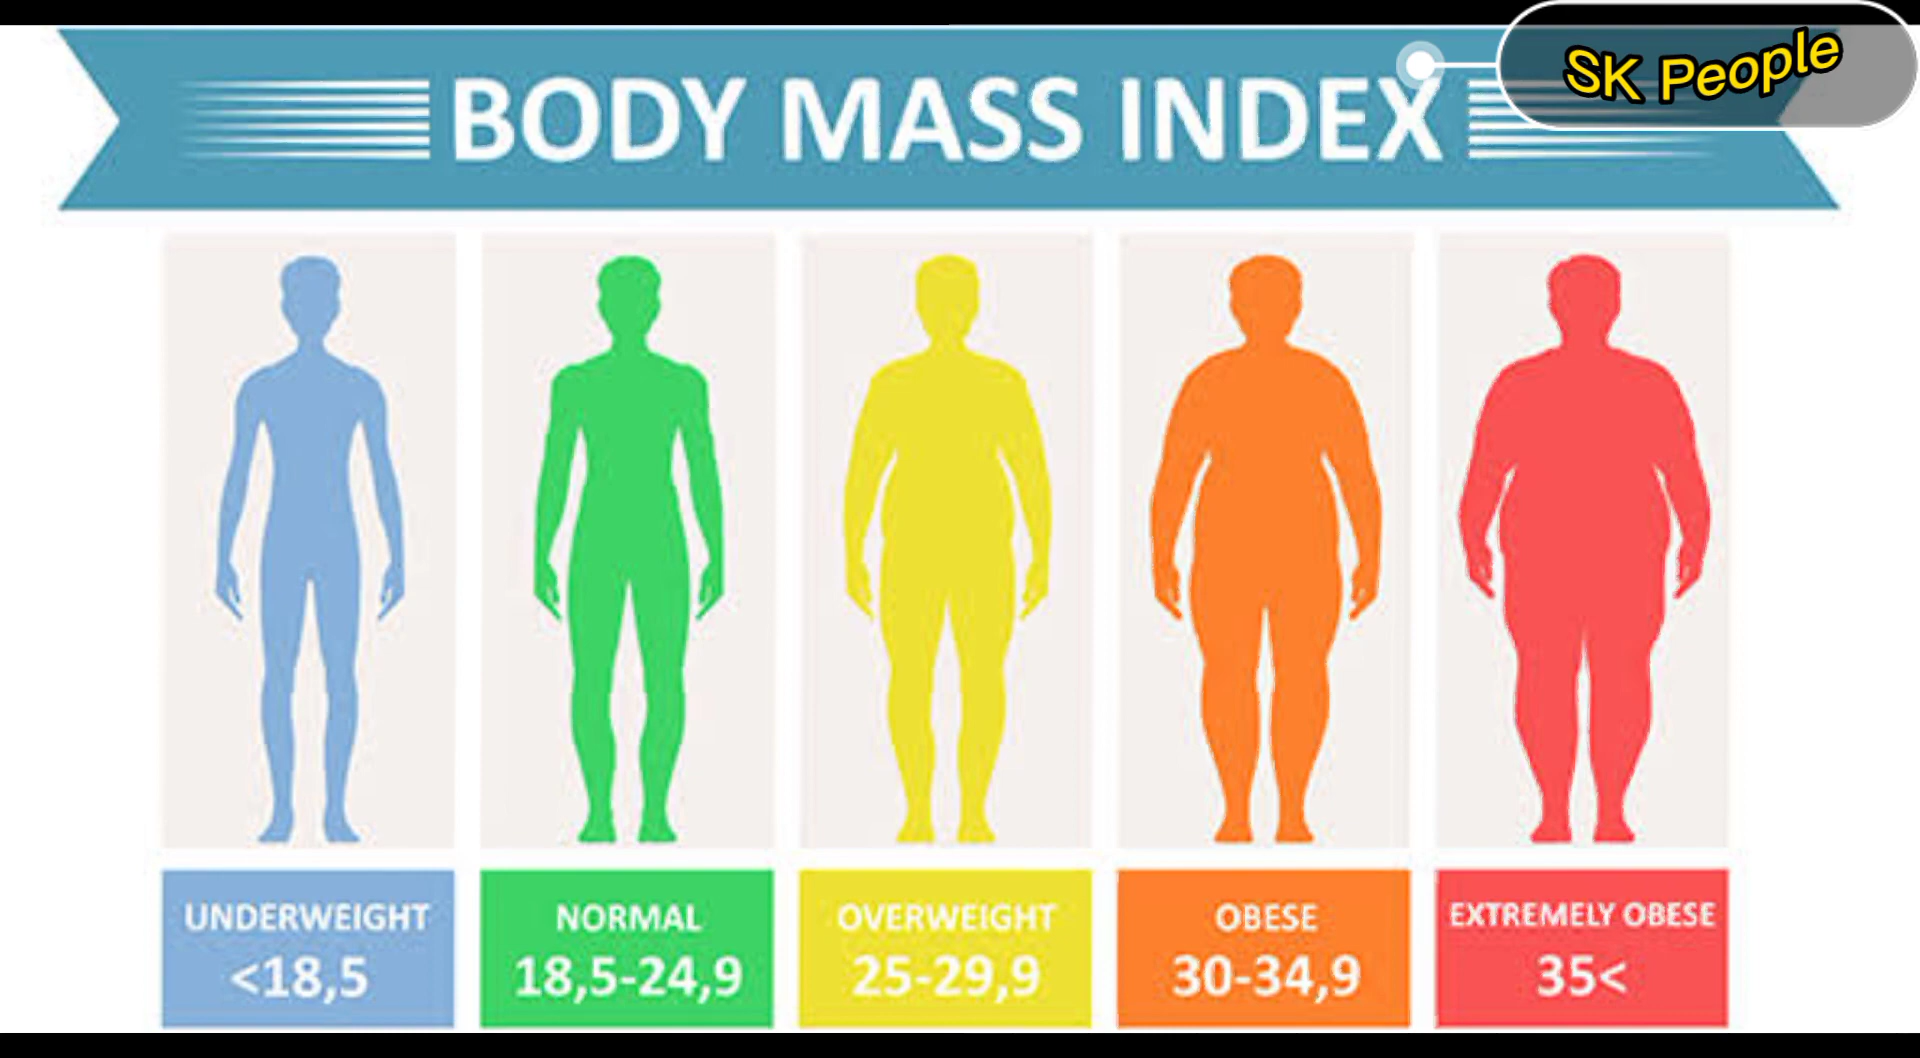 SK People
BODY MASS INDEX
UNDERWEIGHT
<18,5
NORMAL
18,5-24,9
OVERWEIGHT
25-29,9
OBESE
30-34,9
EXTREMELY OBESE
35<